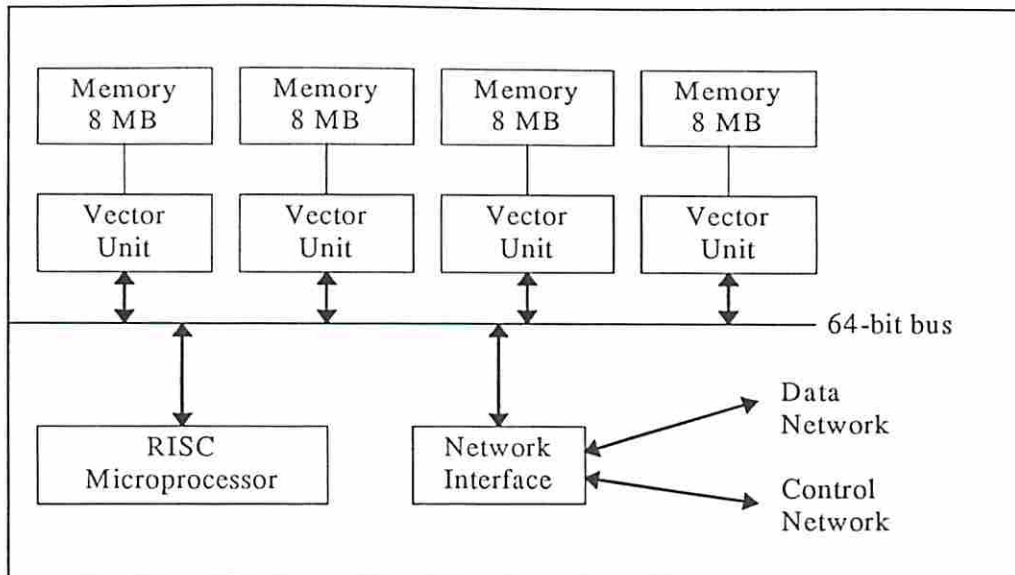 Memory
8 MB
Memory
8 MB
Memory
8 MB
Memory
8 MB
Vector
Unit
Vector
Unit
Vector
Unit
Vector
Unit
64-bit bus
RISC
Microprocessor
Network
Interface
Data
Network
Control
Network